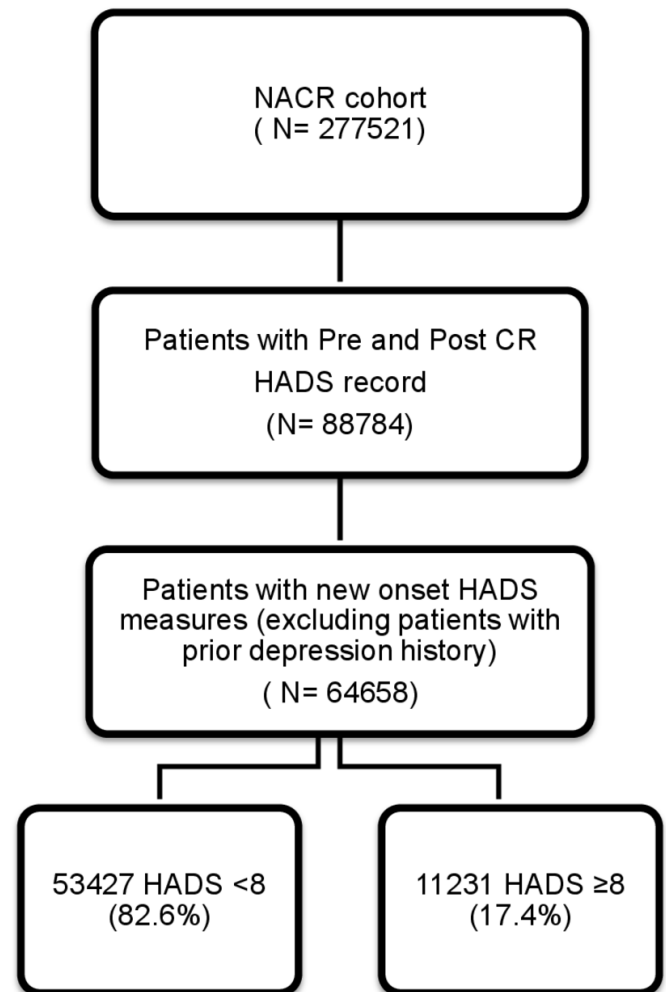 NACR cohort
( N= 277521)
Patients with Pre and Post CR
HADS record
(N= 88784)
Patients with new onset HADS
measures (excluding patients with
prior depression history)
( N= 64658)
53427 HADS <8
(82.6%)
11231 HADS ≥8
(17.4%)